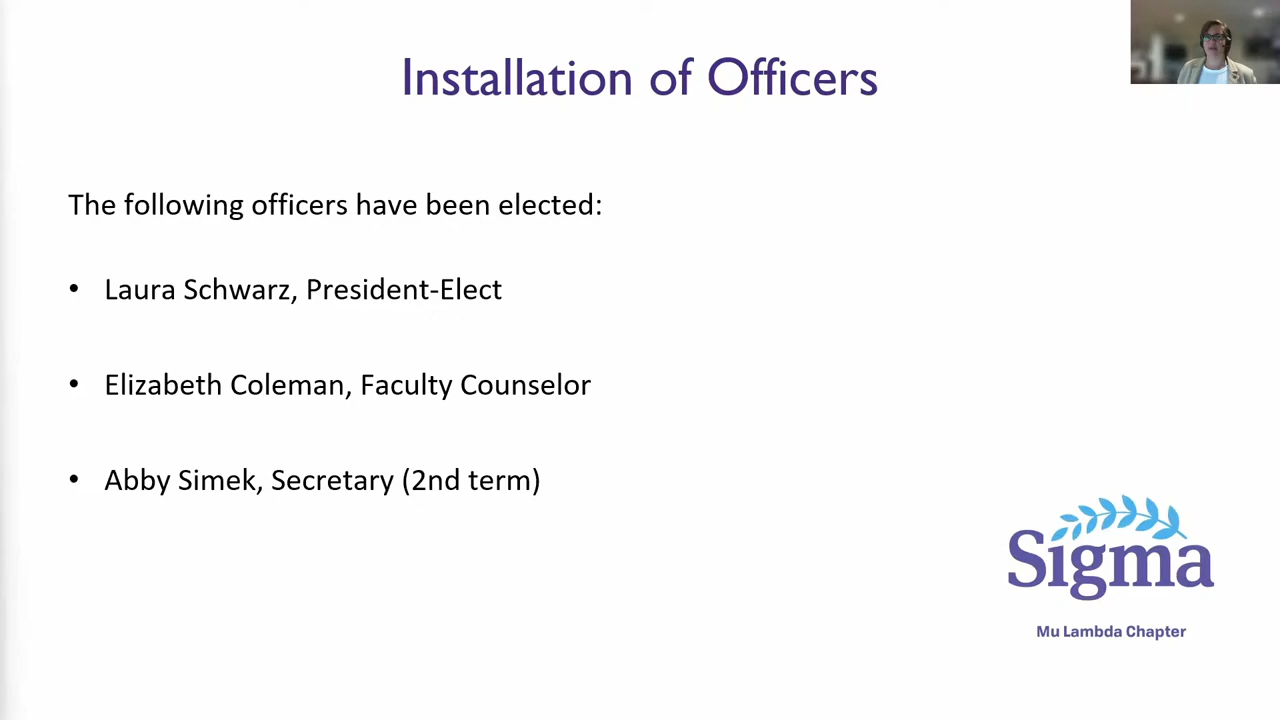 Installation of Officers
The following officers have been elected:
• Laura Schwarz, President-Elect
• Elizabeth Coleman, Faculty Counselor
• Abby Simek, Secretary (2nd term)
Sigma
Mu Lambda Chapter